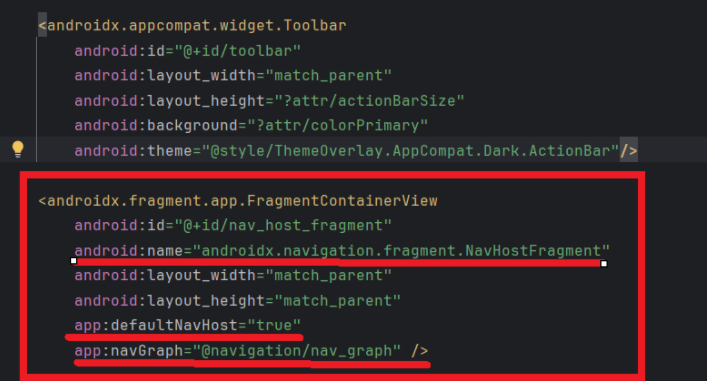 <androidx.appcompat.widget.Toolbar
android:id="@+id/toolbar"
android:layout_width="match_parent"
android:layout_height="?attr/actionBarSize"
android:background="?attr/colorPrimary"
android:theme="@style/ThemeOverlay.AppCompat.Dark.ActionBar"/>
<androidx.fragment.app.FragmentContainerView
android:id="@+id/nav_host_fragment"
android:name="androidx.navigation.fragment.NavHostFragment"
android:layout_width="match_parent"
android:layout_height="match_parent"
app:defaultNavHost="true"
app:navGraph="@navigation/nav_graph" />